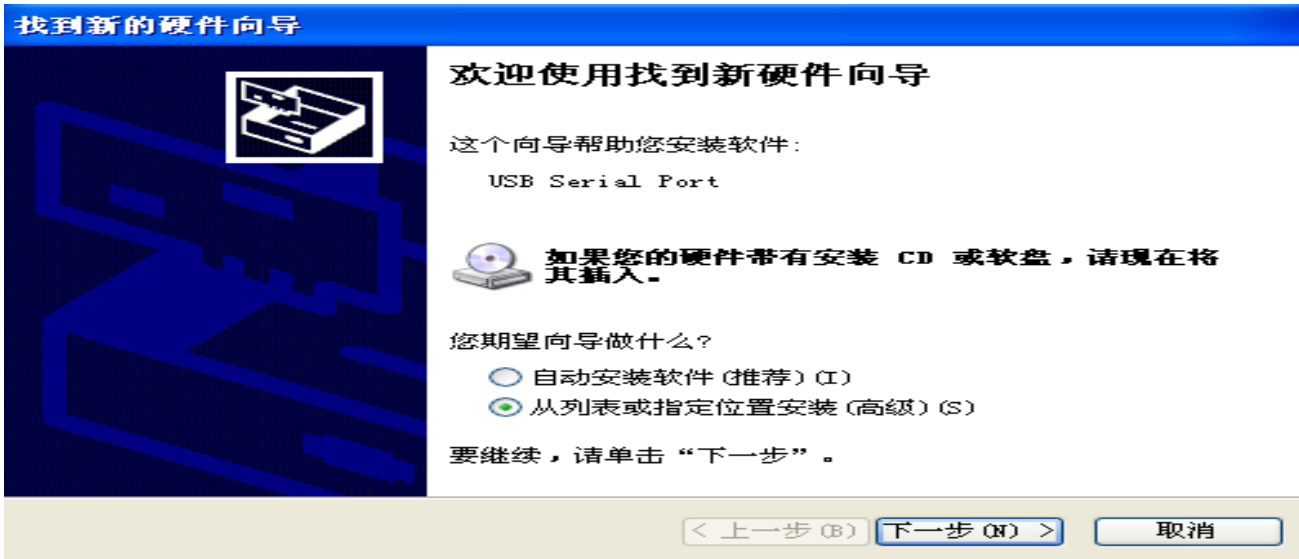 找到新的硬件向导
欢迎使用找到新硬件向导
这个向导帮助您安装软件:
USB Serial Port
如果您的硬件带有安装 CD 或软盘，请现在将
其插入。
您期望向导做什么?
自动安装软件(推荐)(I)
从列表或指定位置安装(高级)(S)
要继续，请单击“下一步”。
< 上一步(B) 下一步(N) > 取消